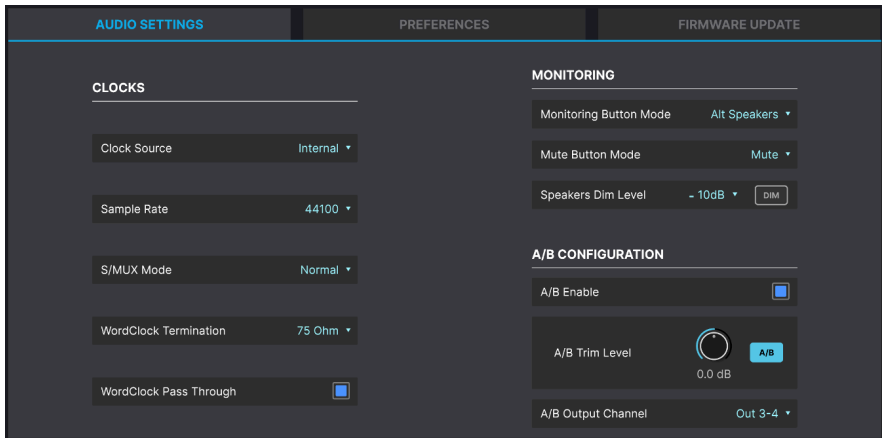 AUDIO SETTINGS PREFERENCES FIRMWARE UPDATE
CLOCKS
Clock Source Internal
Sample Rate 44100
S/MUX Mode Normal
WordClock Termination 75 Ohm
WordClock Pass Through
MONITORING
Monitoring Button Mode Alt Speakers
Mute Button Mode Mute
Speakers Dim Level - 10dB DIM
A/B CONFIGURATION
A/B Enable
A/B Trim Level A/B
0.0 dB
A/B Output Channel Out 3-4